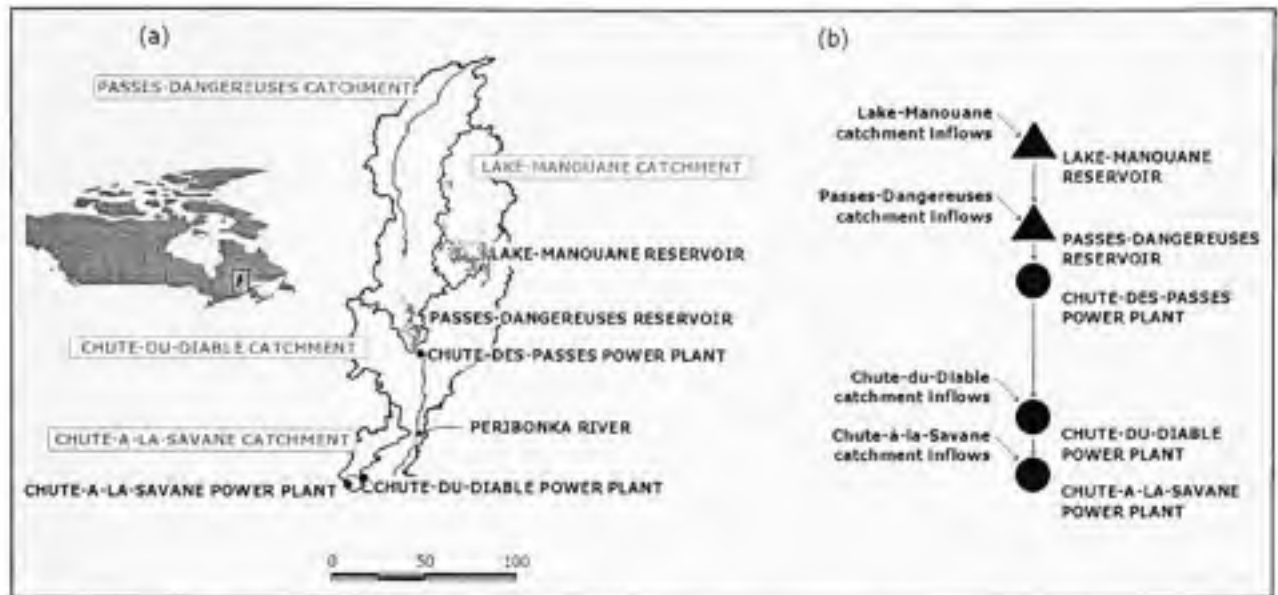 (a)
PASSES-DANGEREUSES CATCHMENT
LAKE-MANOUANE CATCHMENT
LAKE-MANOUANE RESERVOIR
PASSES-DANGEREUSES RESERVOIR
CHUTE-DU-DIABLE CATCHMENT
CHUTE-DES-PASSES POWER PLANT
PERIBONKA RIVER
CHUTE-A-LA-SAVANE CATCHMENT
CHUTE-A-LA-SAVANE POWER PLANT
CHUTE-DU-DIABLE POWER PLANT
0 50 100
(b)
Lake-Manouane
catchment inflows
LAKE-MANOUANE
RESERVOIR
Passes-Dangereuses
catchment inflows
PASSES-DANGEREUSES
RESERVOIR
CHUTE-DES-PASSES
POWER PLANT
Chute-du-Diable
catchment inflows
CHUTE-DU-DIABLE
POWER PLANT
Chute-à-la-Savane
catchment inflows
CHUTE-A-LA-SAVANE
POWER PLANT